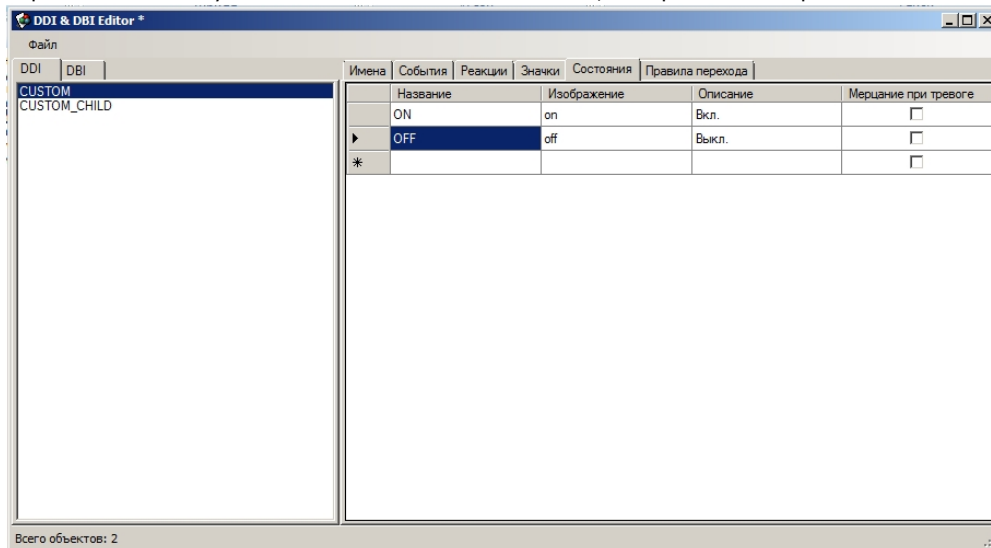 DDI & DBI Editor *
Файл
DDI DBI
Имена События Реакции Значки Состояния Правила перехода
CUSTOM
CUSTOM_CHILD
Название Изображение Описание Мерцание при тревоге
ON on Вкл.
OFF off Выкл.
Всего объектов: 2